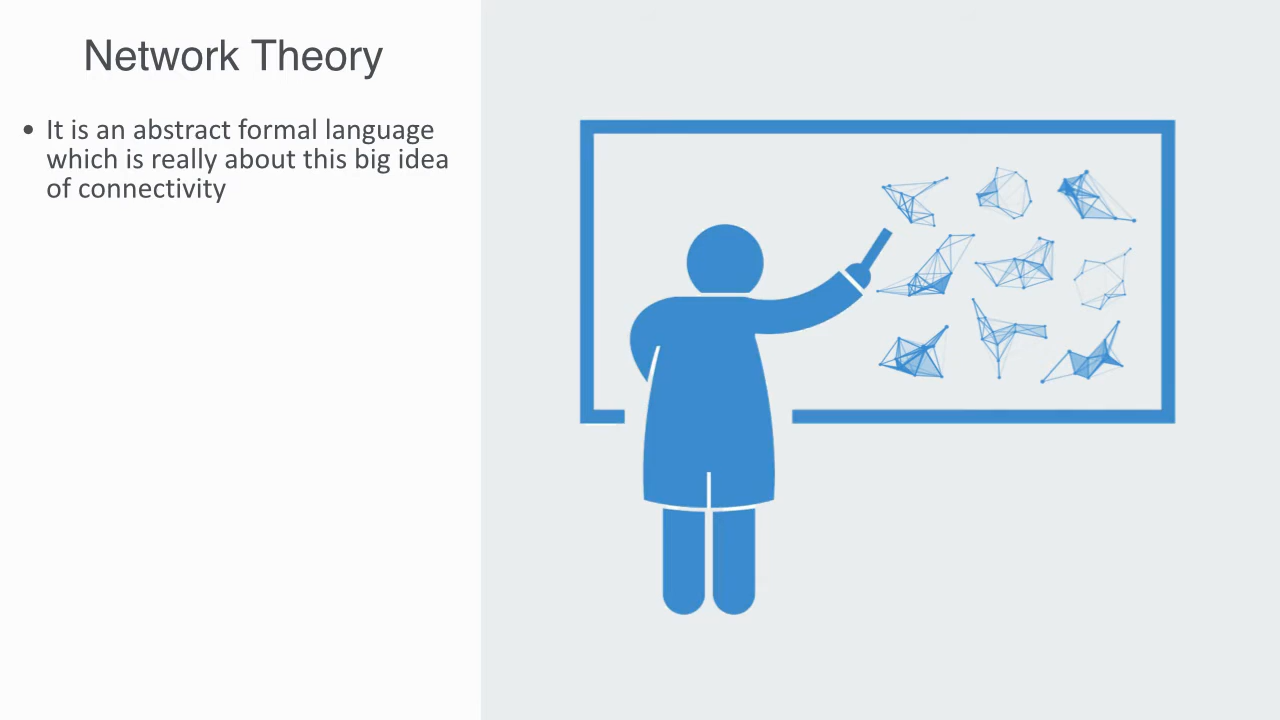 Network Theory
• It is an abstract formal language
which is really about this big idea
of connectivity